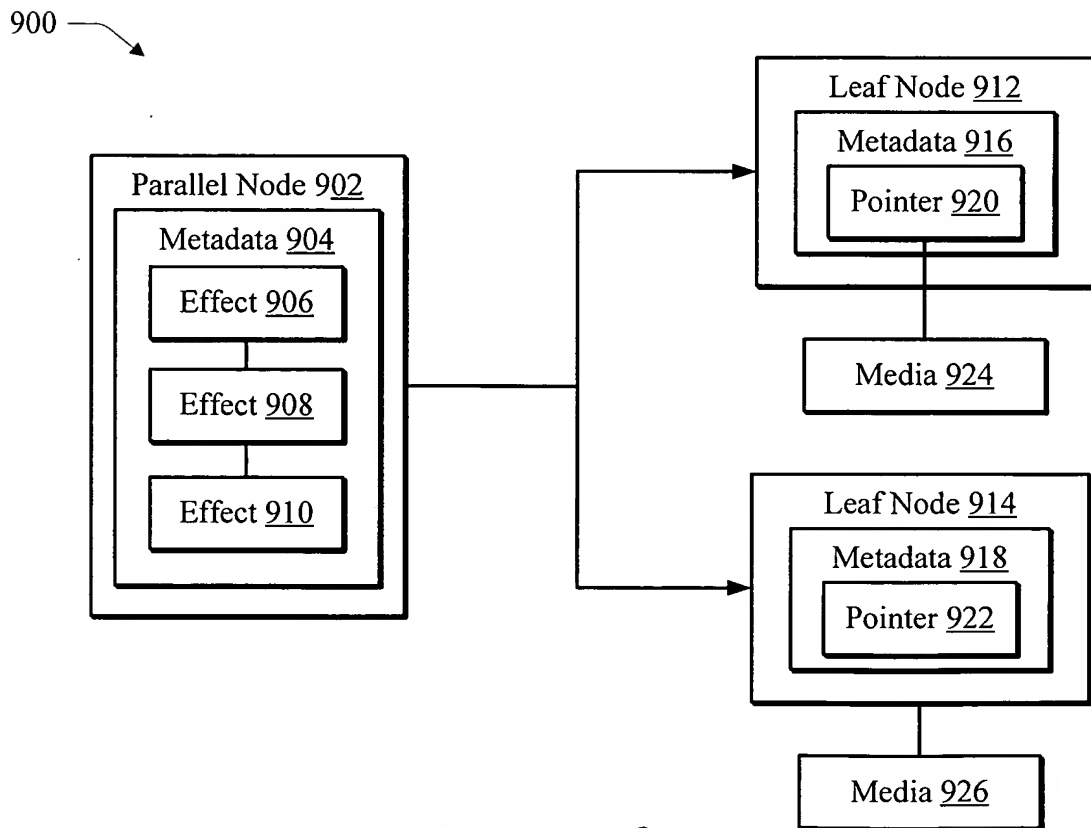 900
Parallel Node 902
Metadata 904
Effect 906
Effect 908
Effect 910
Leaf Node 912
Metadata 916
Pointer 920
Media 924
Leaf Node 914
Metadata 918
Pointer 922
Media 926